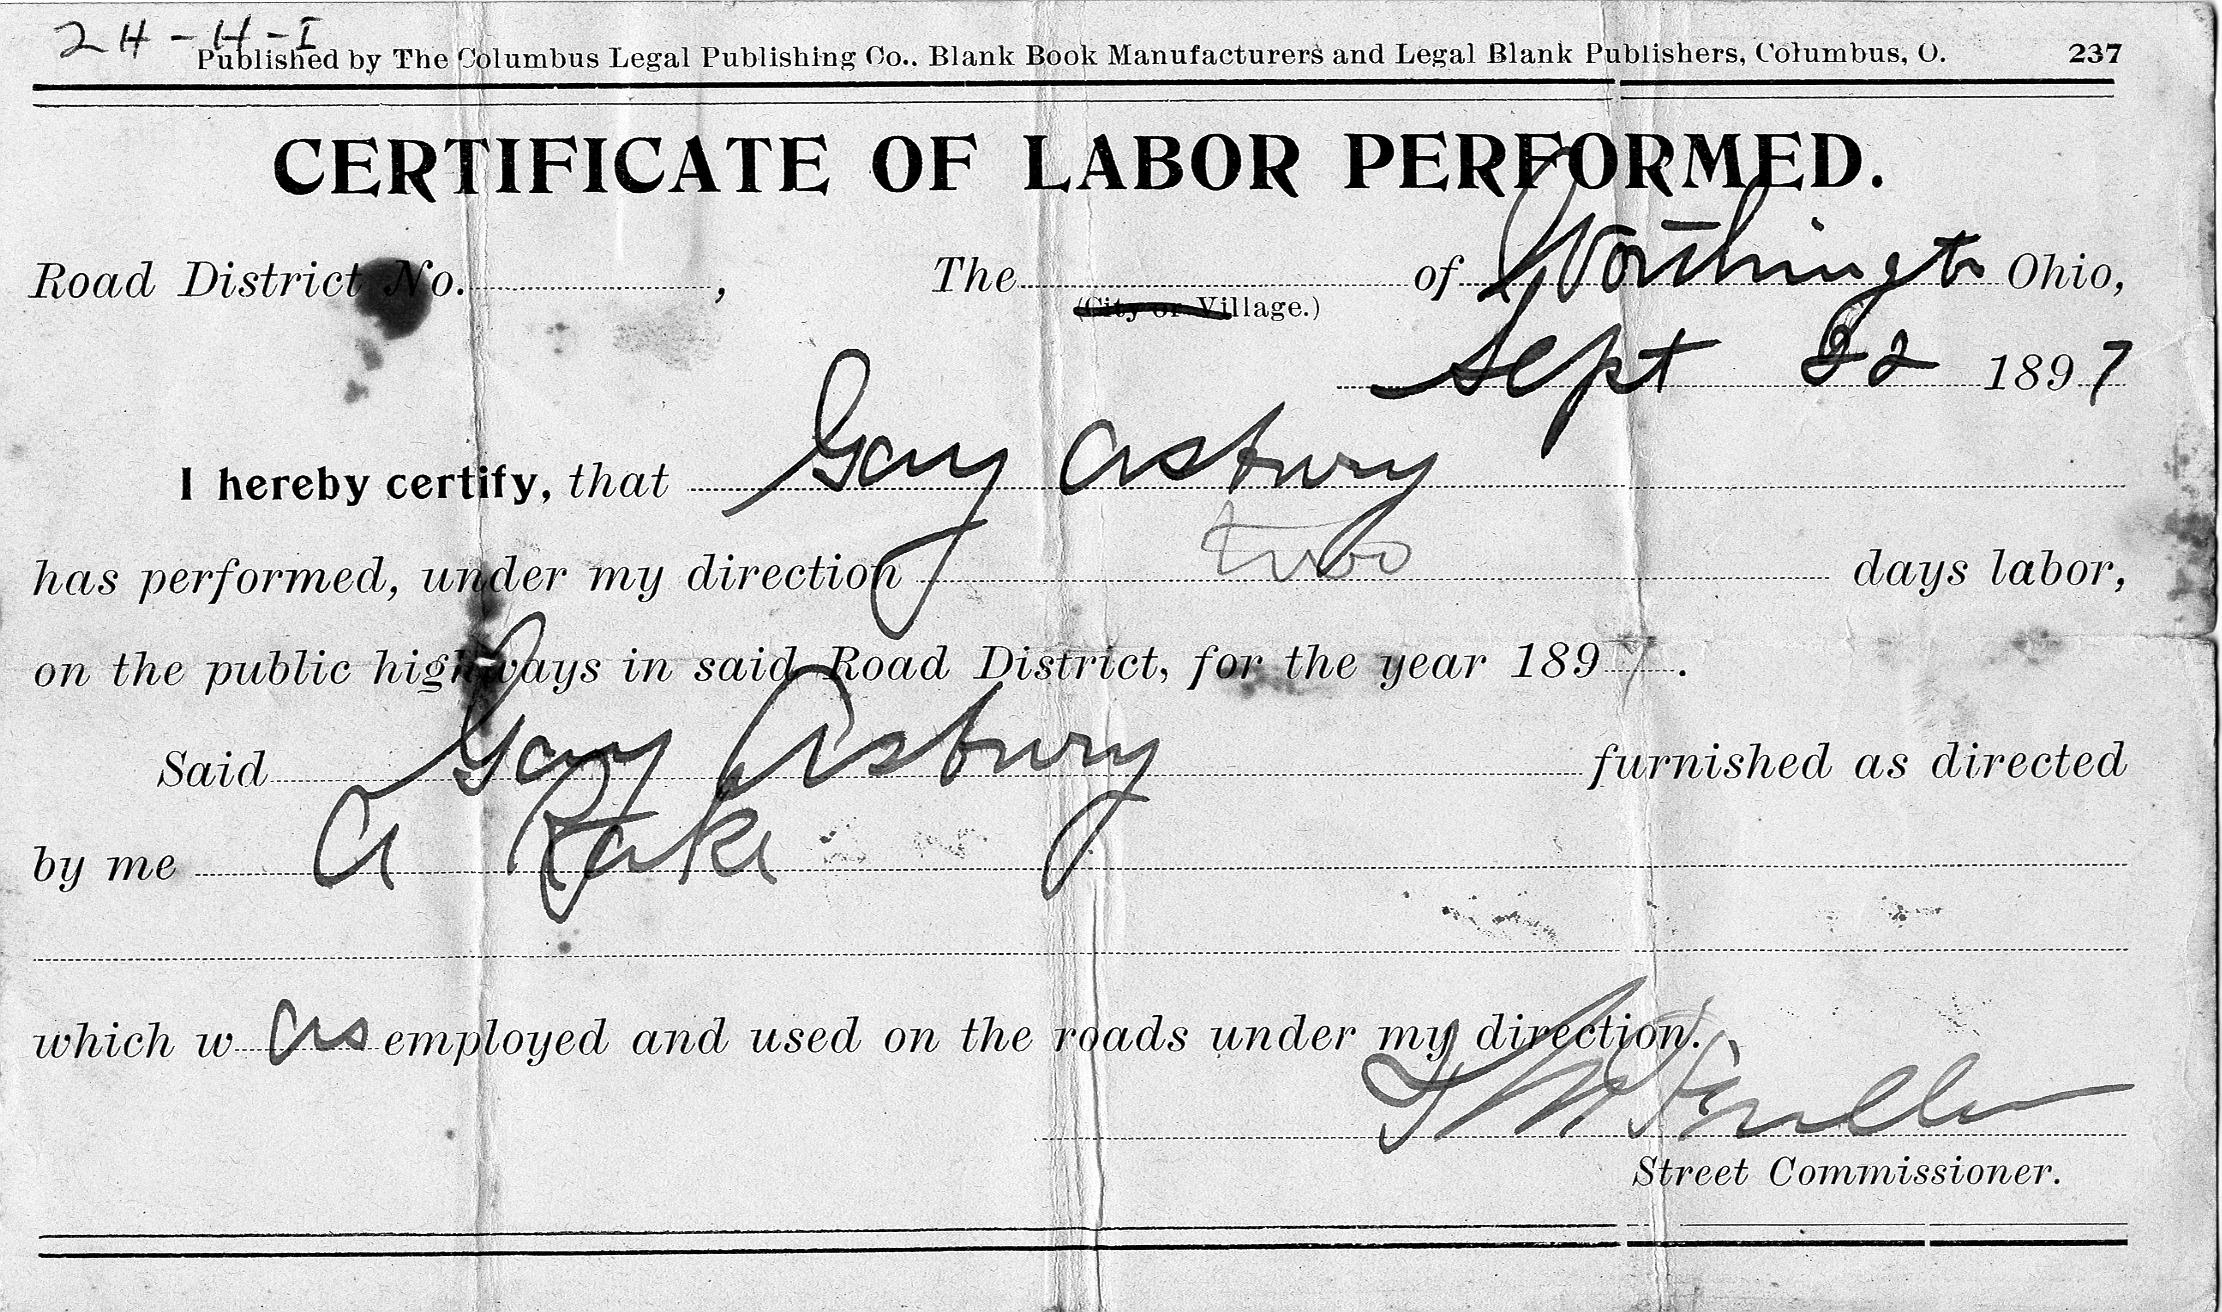 24-H-I
Published by The Columbus Legal Publishing Co., Blank Book Manufacturers and Legal Blank Publishers, Columbus, O. 237
CERTIFICATE OF LABOR PERFORMED.
Road District No. , The of Worthingt Ohio,
(City or Village.)
Sept 22 1897
I hereby certify, that Gay Asbury
has performed, under my direction two days labor,
on the public highways in said Road District, for the year 1897.
Said Gay Asbury furnished as directed
by me a Rake
which was employed and used on the roads under my direction.
Fuller
Street Commissioner.